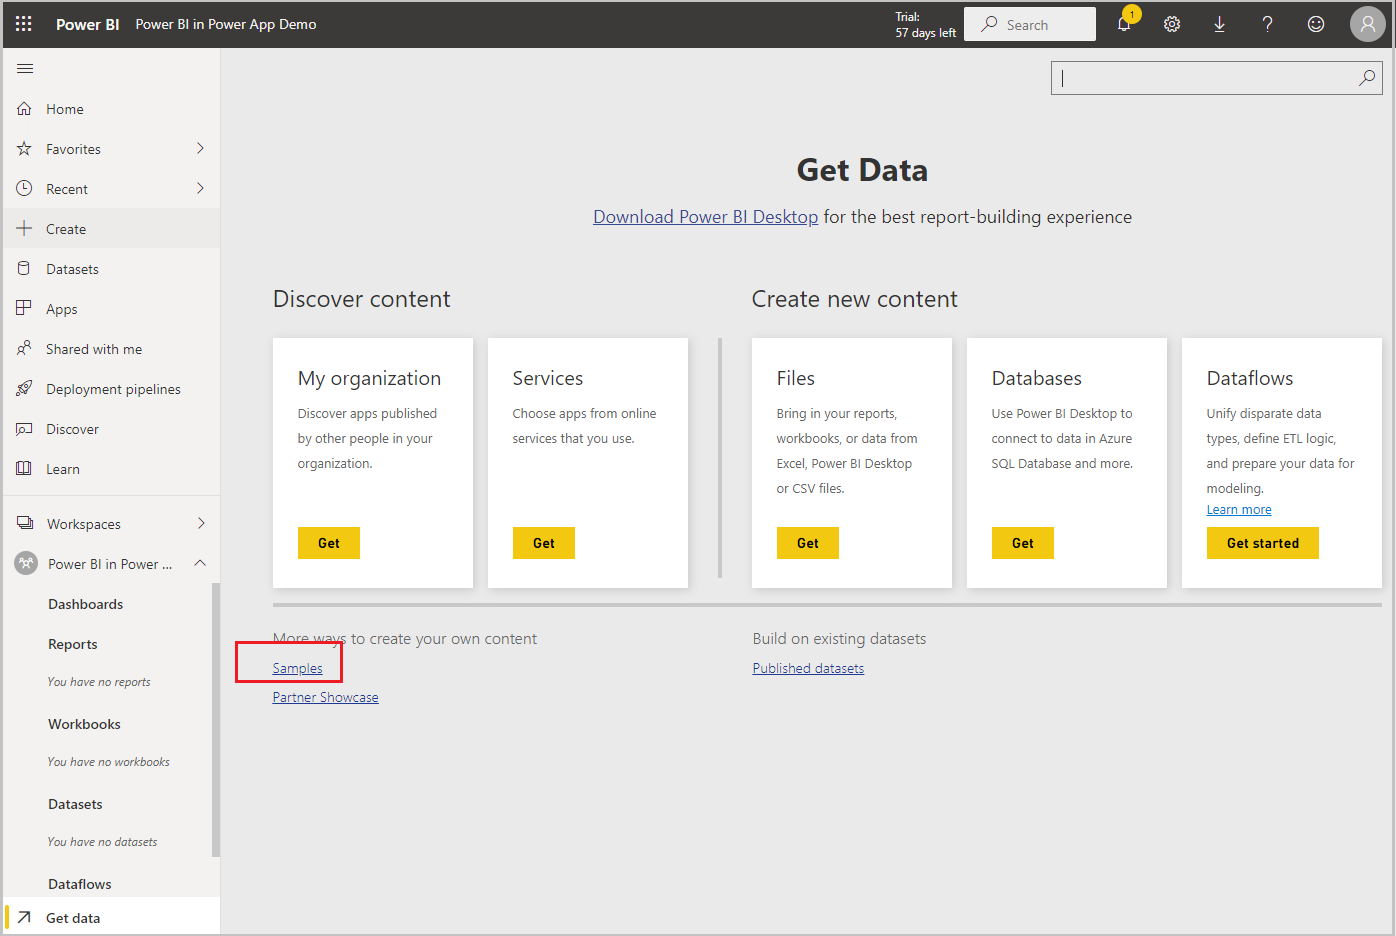 Power BI
Power BI in Power App Demo
Trial:
57 days left
Search
1
Home
Favorites
Recent
Create
Datasets
Apps
Shared with me
Deployment pipelines
Discover
Learn
Workspaces
Power BI in Power ...
Dashboards
Reports
You have no reports
Workbooks
You have no workbooks
Datasets
You have no datasets
Dataflows
Get data
Get Data
Download Power BI Desktop for the best report-building experience
Discover content
My organization
Discover apps published
by other people in your
organization.
Get
Services
Choose apps from online
services that you use.
Get
Create new content
Files
Bring in your reports,
workbooks, or data from
Excel, Power BI Desktop
or CSV files.
Get
Databases
Use Power BI Desktop to
connect to data in Azure
SQL Database and more.
Get
Dataflows
Unify disparate data
types, define ETL logic,
and prepare your data for
modeling.
Learn more
Get started
More ways to create your own content
Samples
Partner Showcase
Build on existing datasets
Published datasets